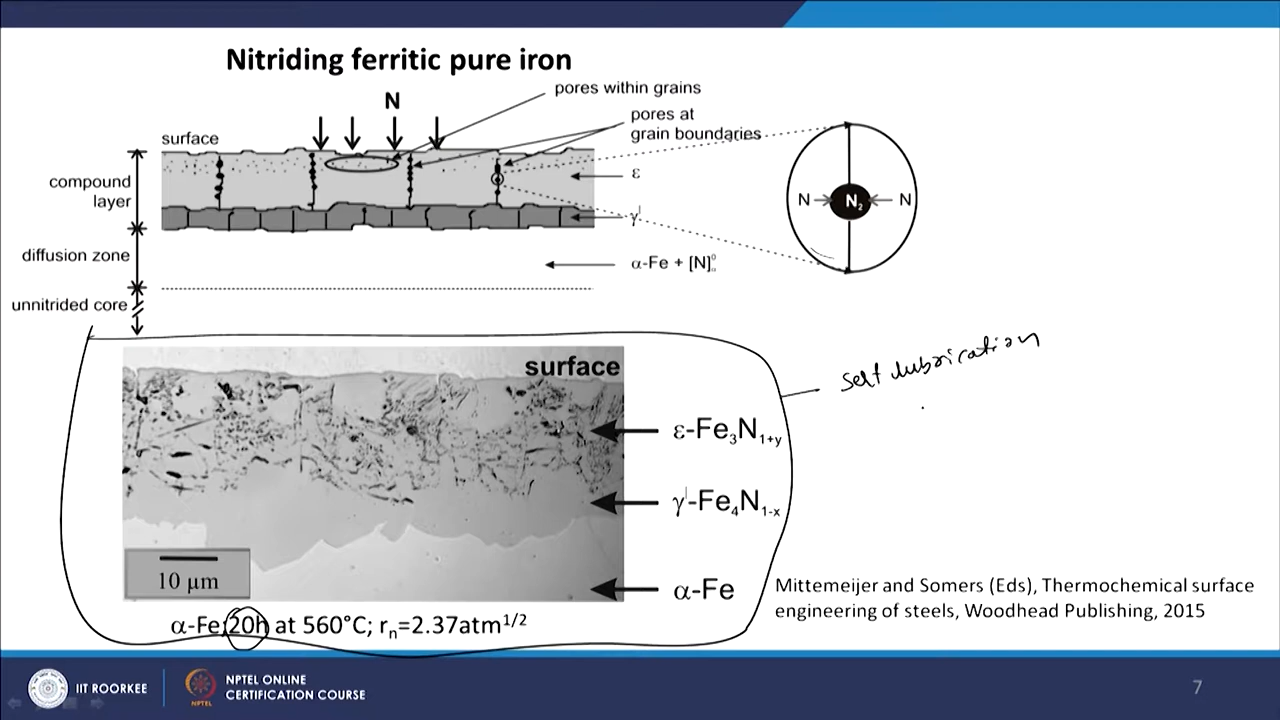 Nitriding ferritic pure iron
N
pores within grains
pores at
grain boundaries
surface
compound
layer
ε
γ'
N N₂ N
diffusion zone
α-Fe + [N]
unnitrided core
surface
self lubrication
ε-Fe₃N₁₊y
γ'-Fe₄N₁₋x
10 µm
α-Fe
α-Fe 20h at 560°C; rₙ=2.37atm¹/²
Mittemeijer and Somers (Eds), Thermochemical surface
engineering of steels, Woodhead Publishing, 2015
IIT ROORKEE
NPTEL
NPTEL ONLINE
CERTIFICATION COURSE
7